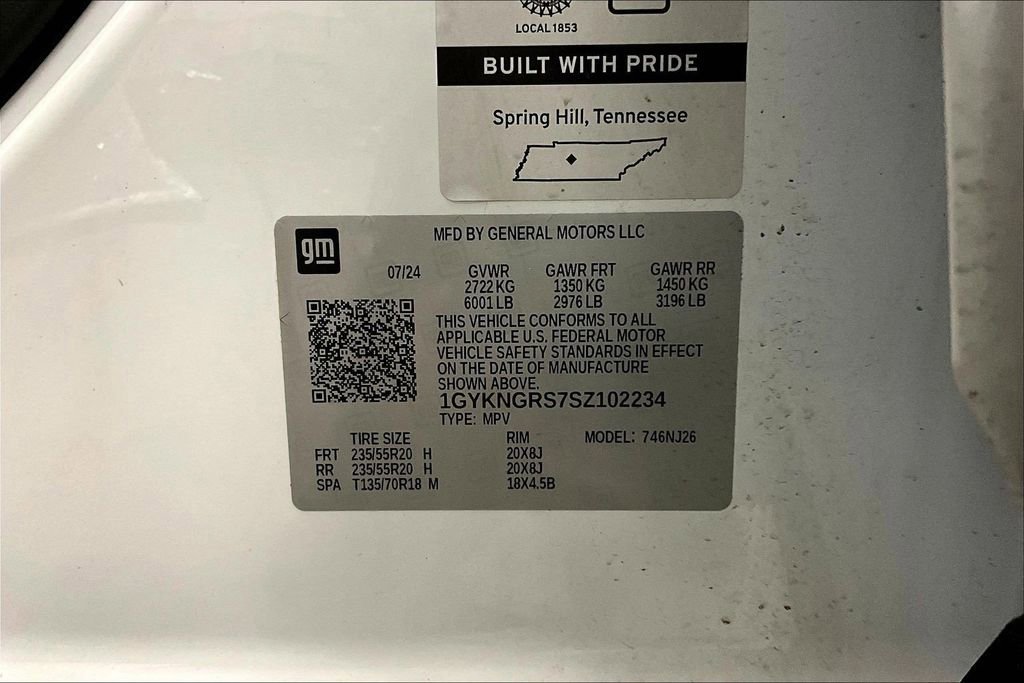 LOCAL 1853
BUILT WITH PRIDE
Spring Hill, Tennessee
gm
MFD BY GENERAL MOTORS LLC
07/24 GVWR GAWR FRT GAWR RR
2722 KG 1350 KG 1450 KG
6001 LB 2976 LB 3196 LB
THIS VEHICLE CONFORMS TO ALL
APPLICABLE U.S. FEDERAL MOTOR
VEHICLE SAFETY STANDARDS IN EFFECT
ON THE DATE OF MANUFACTURE
SHOWN ABOVE.
1GYKNGRS7SZ102234
TYPE: MPV
TIRE SIZE RIM MODEL: 746NJ26
FRT 235/55R20 H 20X8J
RR 235/55R20 H 20X8J
SPA T135/70R18 M 18X4.5B